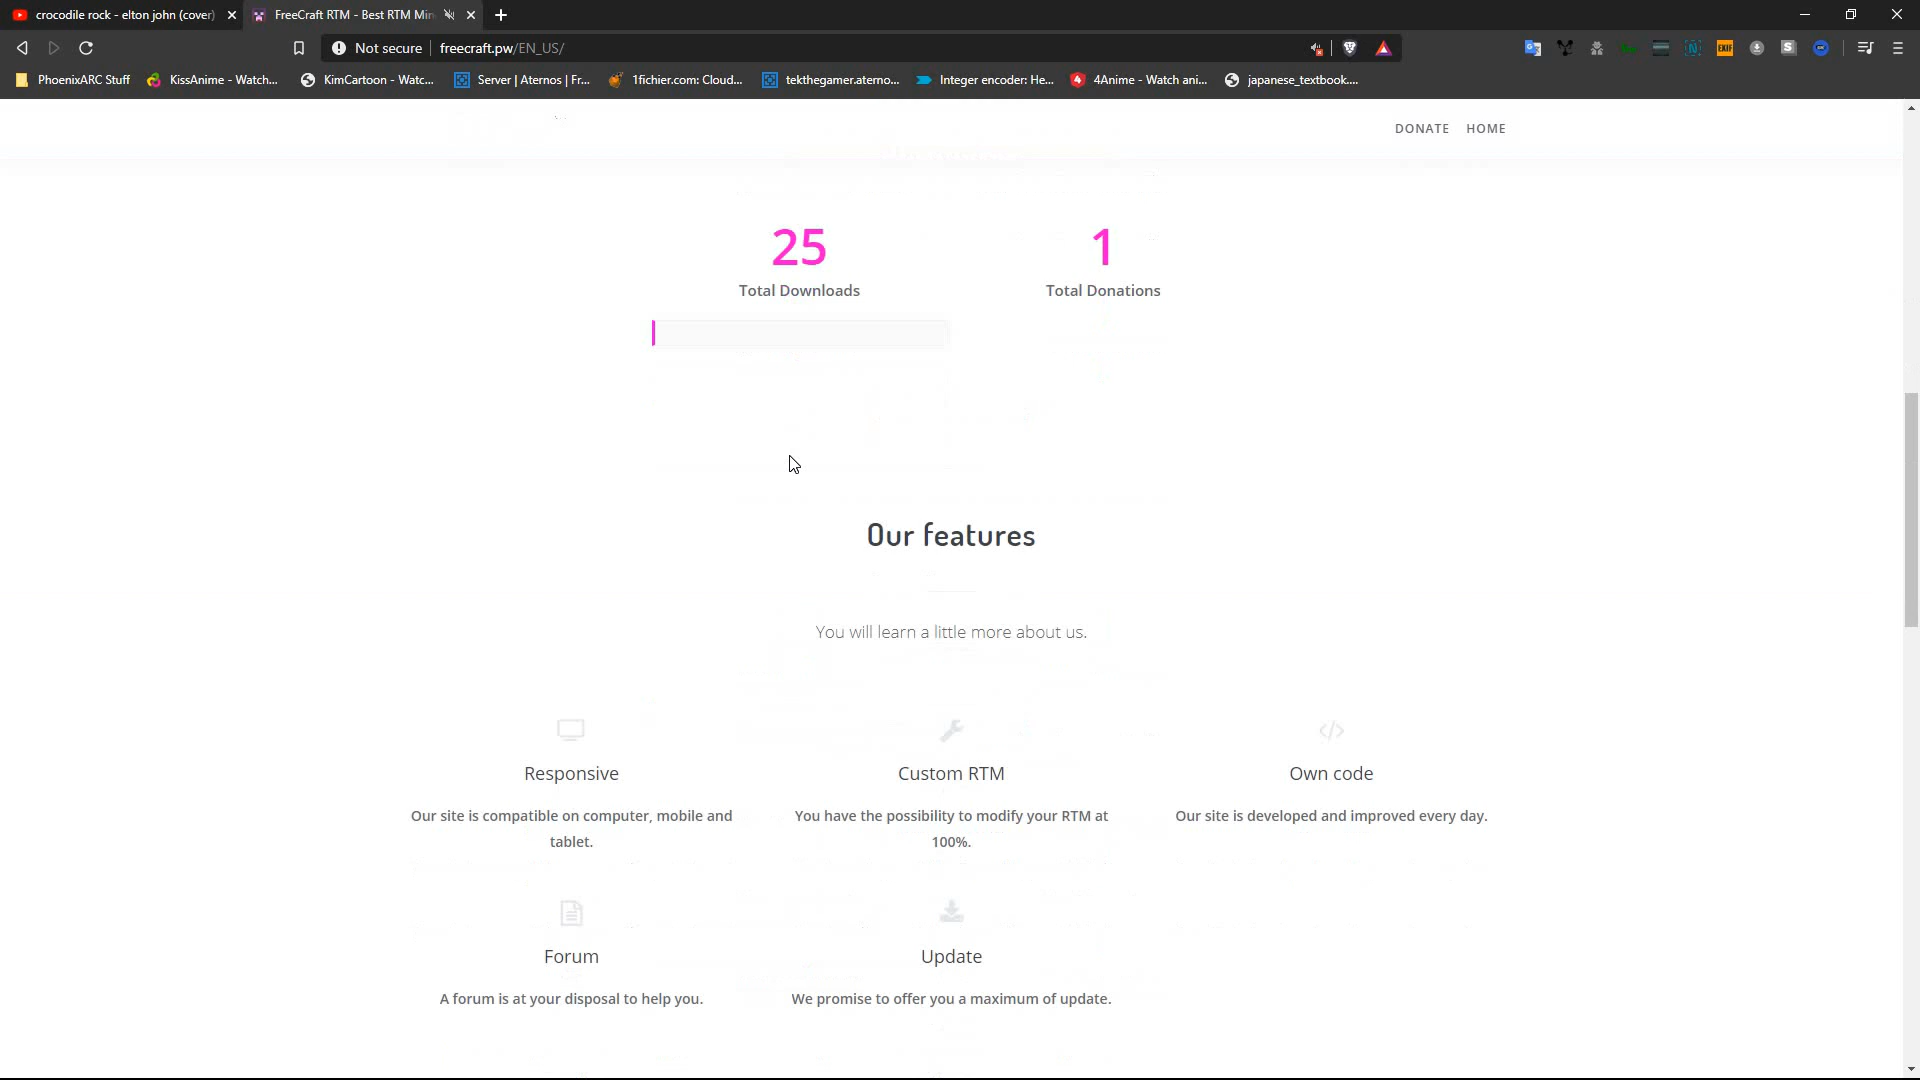 crocodile rock - elton john (cover)
FreeCraft RTM - Best RTM Min
Not secure
freecraft.pw/EN_US/
PhoenixARC Stuff
KissAnime - Watch...
KimCartoon - Watc...
Server | Aternos | Fr...
1fichier.com: Cloud...
tekthegamer.aterno...
Integer encoder: He...
4Anime - Watch ani...
japanese_textbook....
DONATE HOME
25
Total Downloads
1
Total Donations
Our features
You will learn a little more about us.
Responsive
Our site is compatible on computer, mobile and
tablet.
Custom RTM
You have the possibility to modify your RTM at
100%.
Own code
Our site is developed and improved every day.
Forum
A forum is at your disposal to help you.
Update
We promise to offer you a maximum of update.